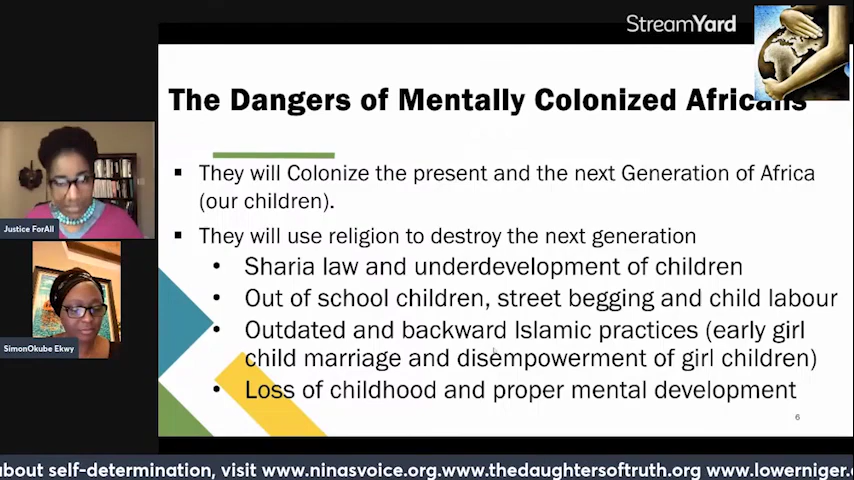 StreamYard
The Dangers of Mentally Colonized Africans
▪ They will Colonize the present and the next Generation of Africa
(our children).
▪ They will use religion to destroy the next generation
• Sharia law and underdevelopment of children
• Out of school children, street begging and child labour
• Outdated and backward Islamic practices (early girl
child marriage and disempowerment of girl children)
• Loss of childhood and proper mental development
6
Justice ForAll
SimonOkube Ekwy
about self-determination, visit www.ninasvoice.org.www.thedaughtersoftruth.org www.lowerniger.